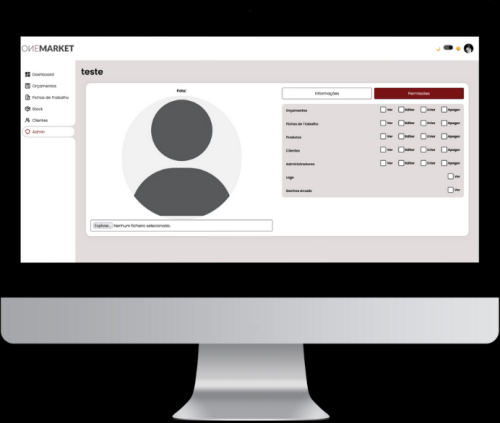 ONEMARKET
teste
Dashboard
Orçamentos
Fichas de Trabalho
Stock
Clientes
Admin
Foto:
Explorar... Nenhum ficheiro selecionado.
Informações Permissões
Orçamentos Ver Editar Criar Apagar
Fichas de Trabalho Ver Editar Criar Apagar
Produtos Ver Editar Criar Apagar
Clientes Ver Editar Criar Apagar
Administradores Ver Editar Criar Apagar
Logs Ver
Ver